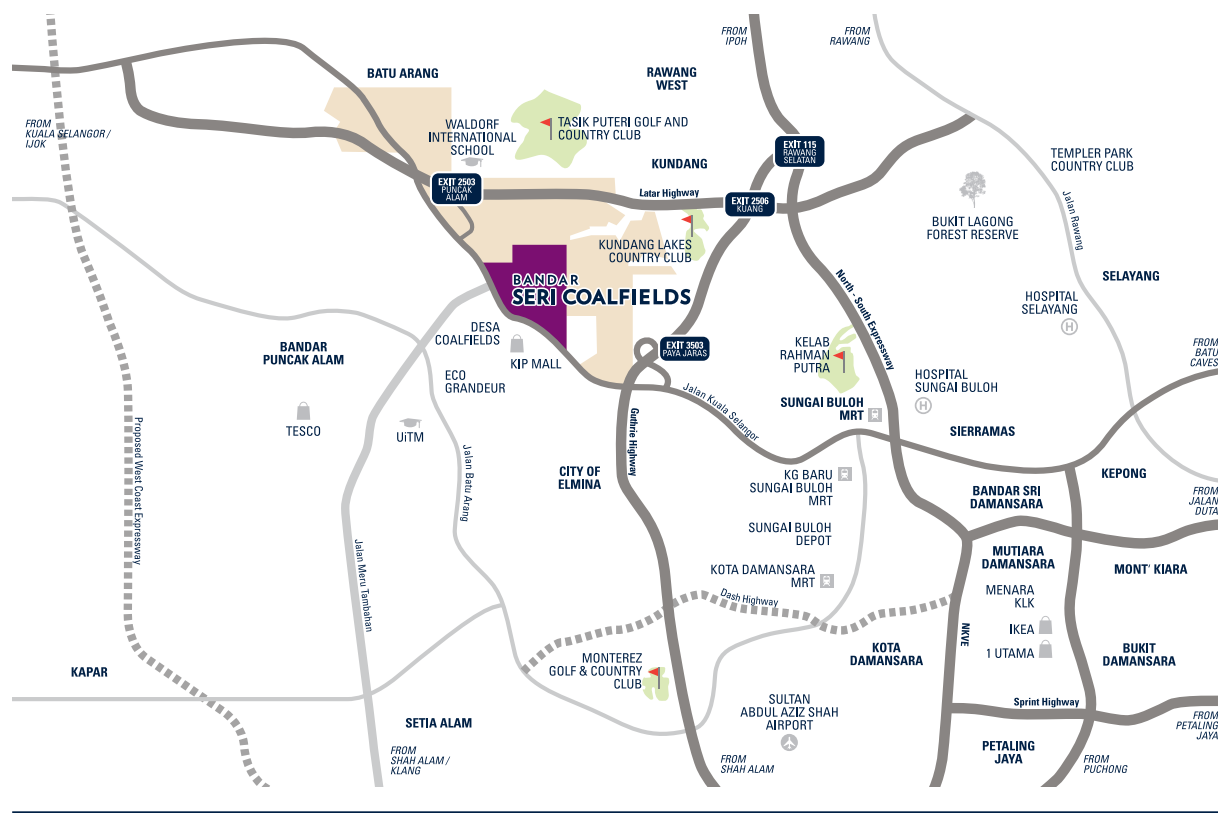 FROM
IPOH
FROM
RAWANG
BATU ARANG
RAWANG
WEST
FROM
KUALA SELANGOR /
IJOK
WALDORF
INTERNATIONAL
SCHOOL
TASIK PUTERI GOLF AND
COUNTRY CLUB
KUNDANG
EXIT 115
RAWANG
SELATAN
TEMPLER PARK
COUNTRY CLUB
EXIT 2503
PUNCAK
ALAM
Latar Highway
EXIT 2506
KUANG
Jalan Rawang
BUKIT LAGONG
FOREST RESERVE
KUNDANG LAKES
COUNTRY CLUB
SELAYANG
BANDAR
SERI COALFIELDS
North - South Expressway
HOSPITAL
SELAYANG
H
DESA
COALFIELDS
KIP MALL
EXIT 3503
PAYA JARAS
KELAB
RAHMAN
PUTRA
BANDAR
PUNCAK ALAM
FROM
BATU
CAVES
ECO
GRANDEUR
HOSPITAL
SUNGAI BULOH
H
Jalan Kuala Selangor
SUNGAI BULOH
MRT
TESCO
UiTM
Guthrie Highway
SIERRAMAS
Proposed West Coast Expressway
Jalan Batu Arang
CITY OF
ELMINA
KG BARU
SUNGAI BULOH
MRT
KEPONG
BANDAR SRI
DAMANSARA
FROM
JALAN
DUTA
SUNGAI BULOH
DEPOT
Jalan Meru Tambahan
MUTIARA
DAMANSARA
MONT' KIARA
KOTA DAMANSARA
MRT
Dash Highway
MENARA
KLK
IKEA
1 UTAMA
NKVE
KOTA
DAMANSARA
BUKIT
DAMANSARA
KAPAR
MONTEREZ
GOLF & COUNTRY
CLUB
SULTAN
ABDUL AZIZ SHAH
AIRPORT
Sprint Highway
SETIA ALAM
FROM
PETALING
JAYA
FROM
SHAH ALAM /
KLANG
FROM
SHAH ALAM
PETALING
JAYA
FROM
PUCHONG